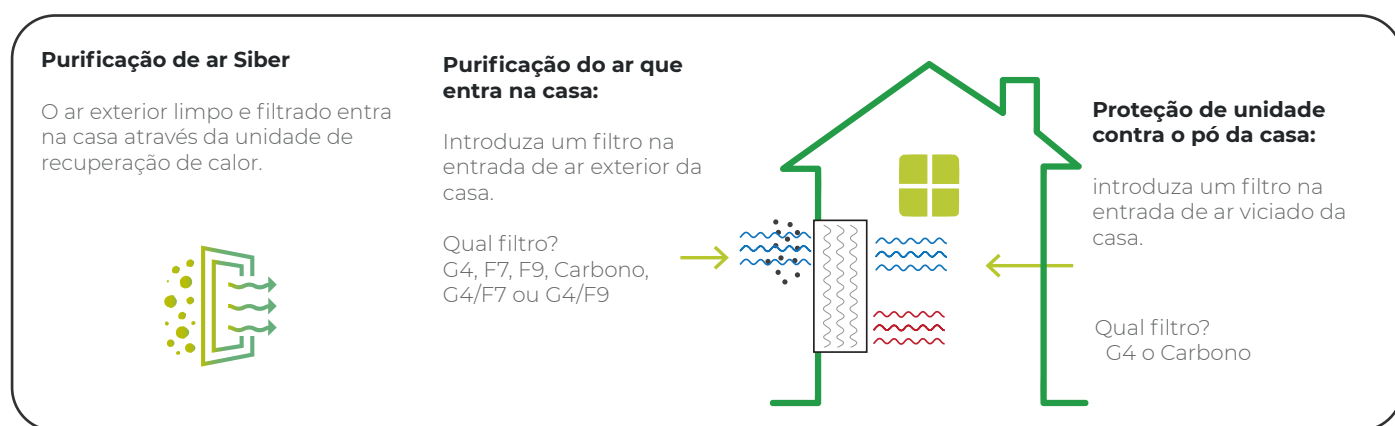 Purificação de ar Siber
O ar exterior limpo e filtrado entra
na casa através da unidade de
recuperação de calor.
Purificação do ar que
entra na casa:
Introduza um filtro na
entrada de ar exterior da
casa.
Qual filtro?
G4, F7, F9, Carbono,
G4/F7 ou G4/F9
Proteção de unidade
contra o pó da casa:
introduza um filtro na
entrada de ar viciado da
casa.
Qual filtro?
G4 o Carbono